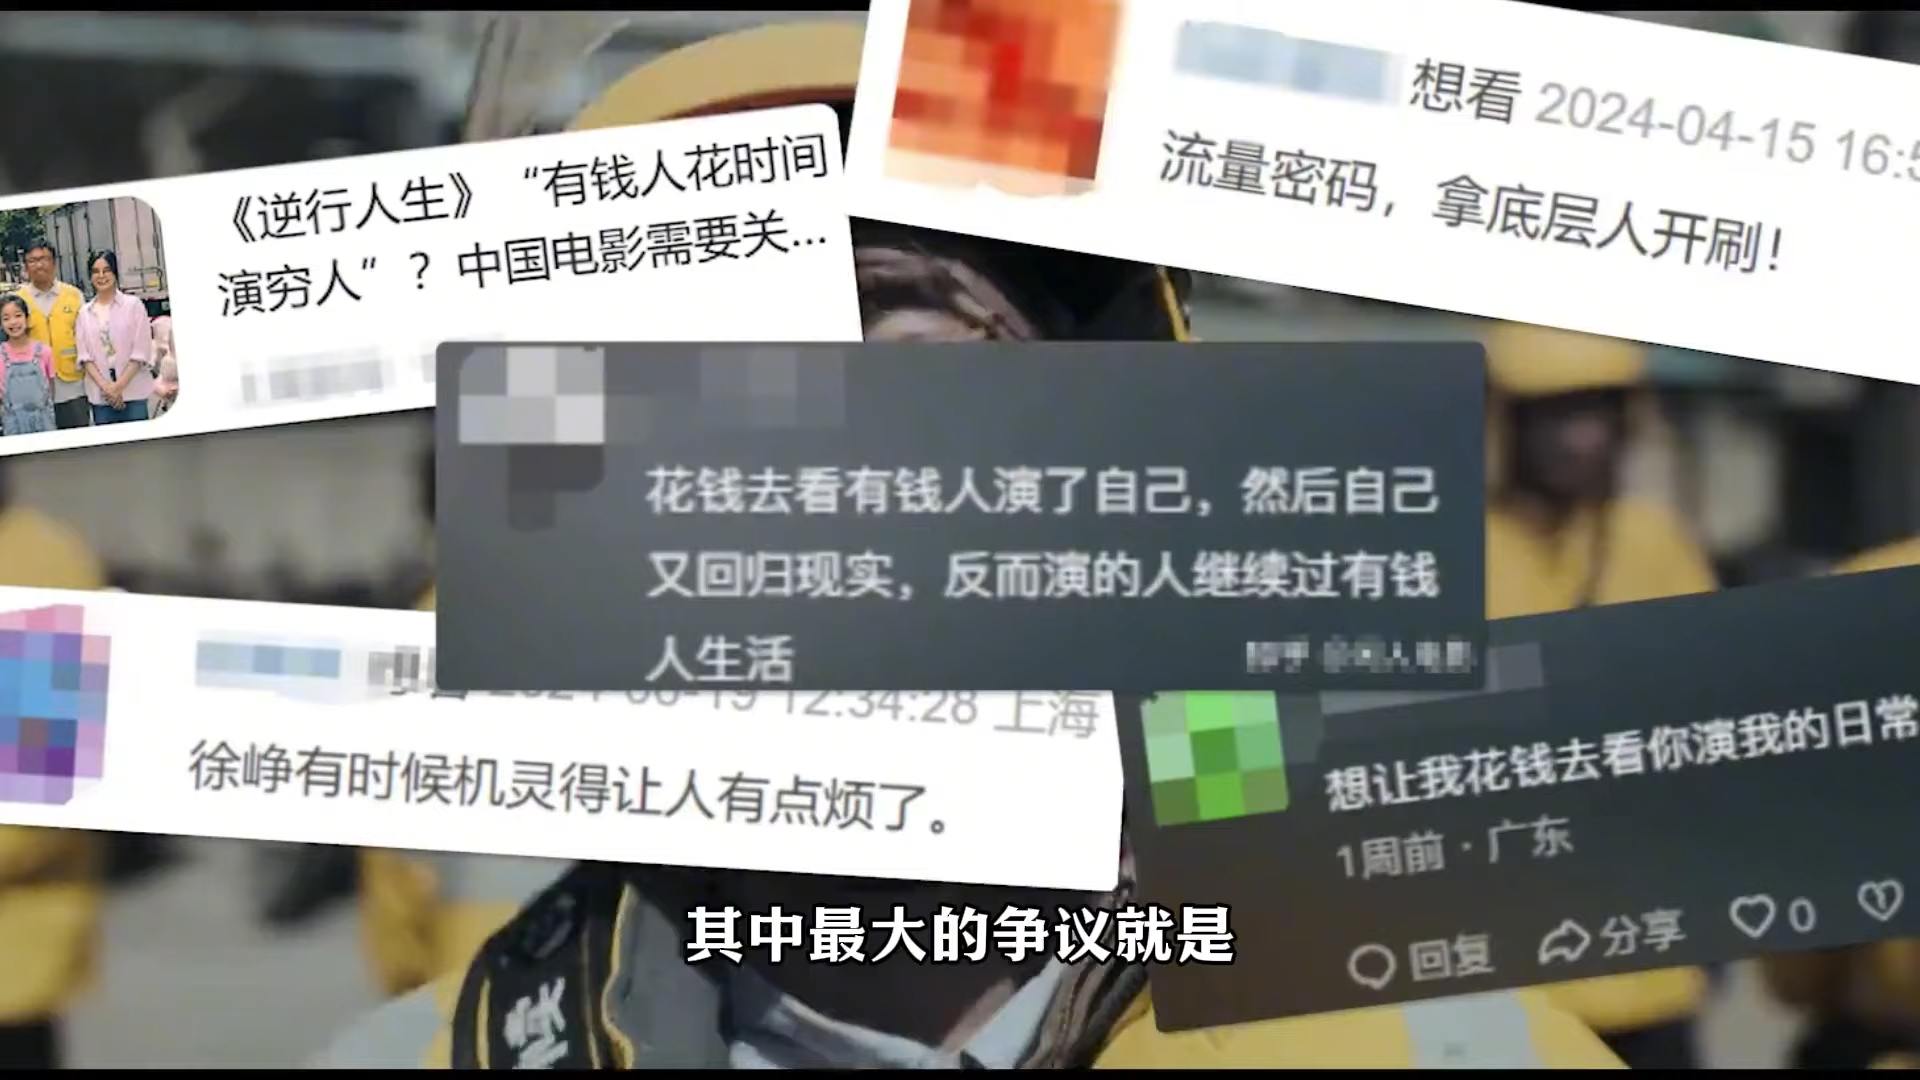 《逆行人生》“有钱人花时间
演穷人”？中国电影需要关...
想看 2024-04-15 16:5
流量密码，拿底层人开刷！
花钱去看有钱人演了自己，然后自己
又回归现实，反而演的人继续过有钱
人生活
12:34:28 上海
徐峥有时候机灵得让人有点烦了。
想让我花钱去看你演我的日常
1周前·广东
回复 分享 0
其中最大的争议就是